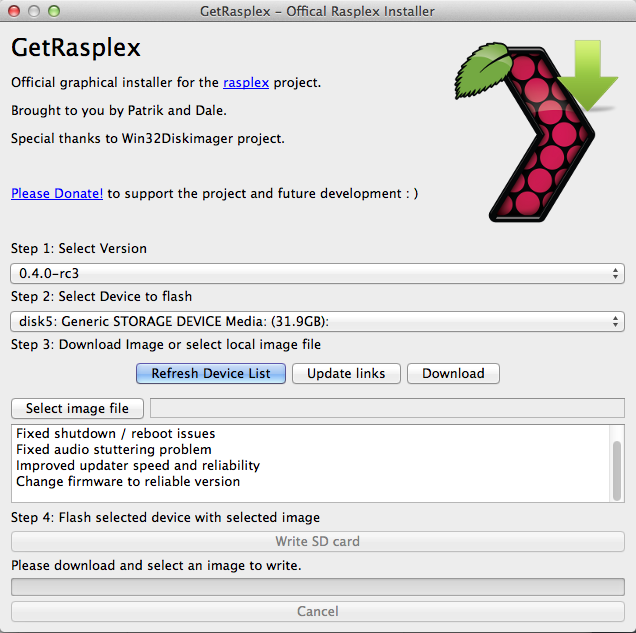 GetRasplex – Offical Rasplex Installer
GetRasplex
Official graphical installer for the rasplex project.
Brought to you by Patrik and Dale.
Special thanks to Win32Diskimager project.
Please Donate! to support the project and future development : )
Step 1: Select Version
0.4.0-rc3
Step 2: Select Device to flash
disk5: Generic STORAGE DEVICE Media: (31.9GB):
Step 3: Download Image or select local image file
Refresh Device List Update links Download
Select image file
Fixed shutdown / reboot issues
Fixed audio stuttering problem
Improved updater speed and reliability
Change firmware to reliable version
Step 4: Flash selected device with selected image
Write SD card
Please download and select an image to write.
Cancel